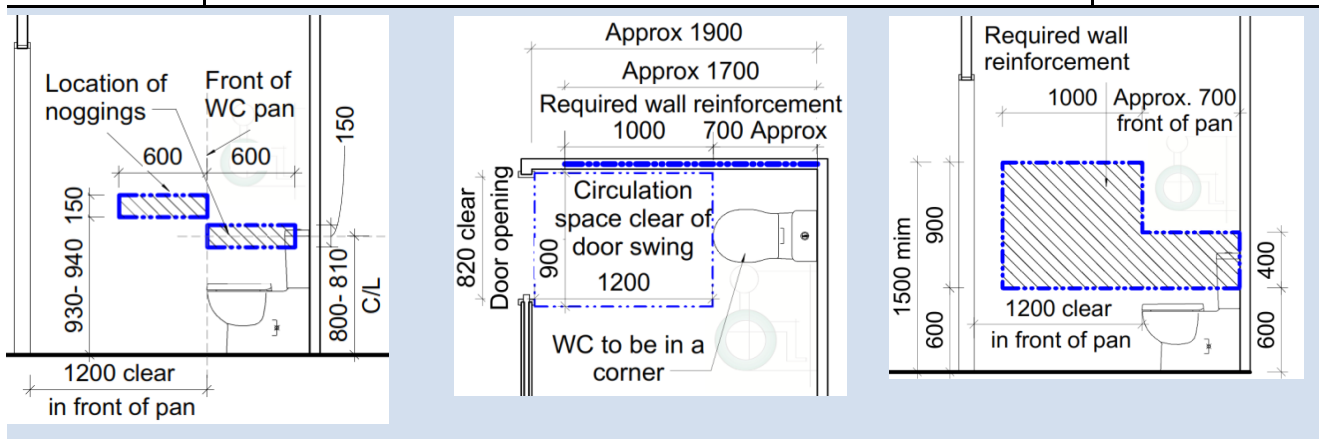 Location of
noggings
Front of
WC pan
600
600
150
150
930- 940
800- 810
C/L
1200 clear
in front of pan
Approx 1900
Approx 1700
Required wall reinforcement
1000
700 Approx
820 clear
Door opening
Circulation
space clear of
door swing
900
1200
WC to be in a
corner
Required wall
reinforcement
1000
Approx. 700
front of pan
1500 mim
900
600
400
600
1200 clear
in front of pan